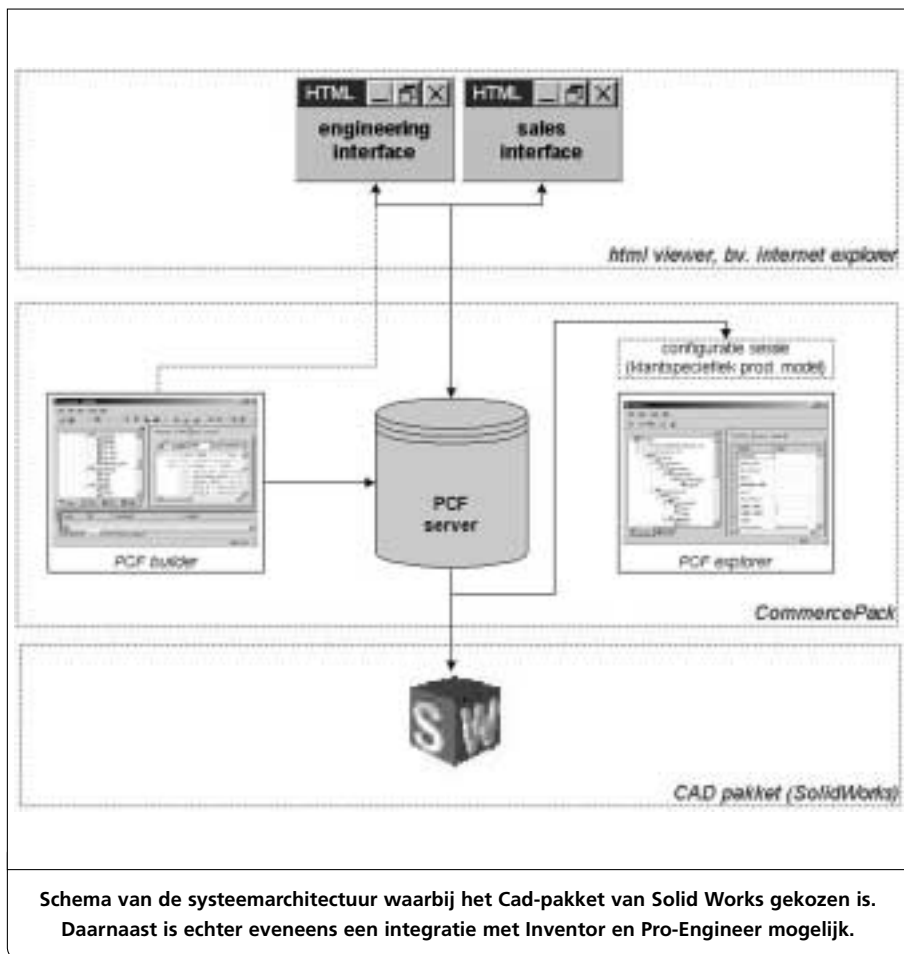 HTML
HTML
engineering
interface
sales
interface
html viewer, bv. internet explorer
configuratie sessie
(klantspecifiek prod. model)
PCF
server
PCF builder
PCF explorer
CommercePack
SW
CAD pakket (SolidWorks)
Schema van de systeemarchitectuur waarbij het Cad-pakket van Solid Works gekozen is.
Daarnaast is echter eveneens een integratie met Inventor en Pro-Engineer mogelijk.